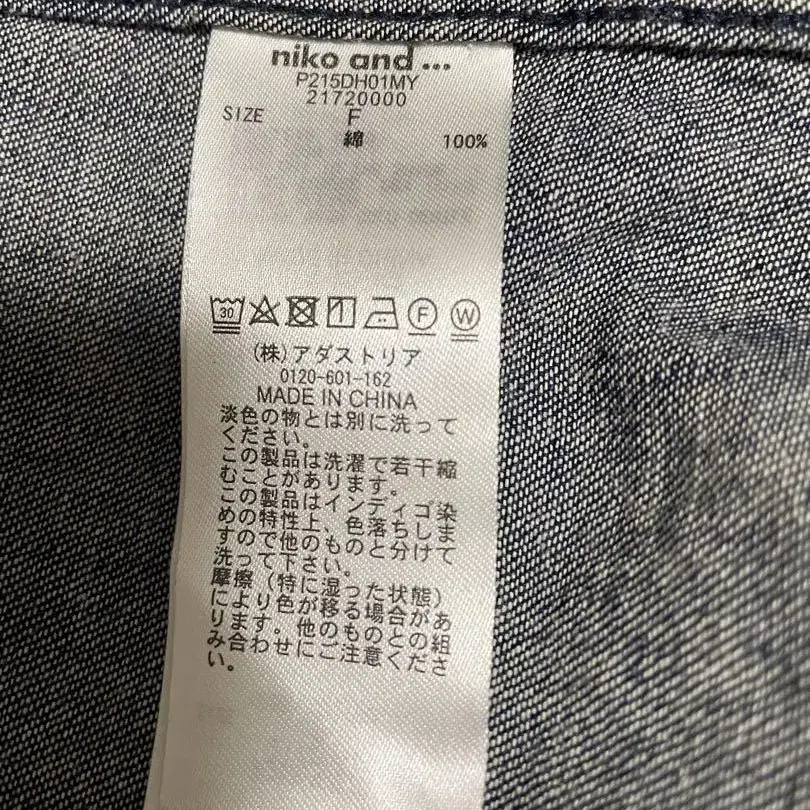 niko and ...
P215DH01MY
21720000
SIZE F
綿 100%
30
F W
(株)アダストリア
0120-601-162
MADE IN CHINA
淡色の物とは別に洗って
ください。
この製品は洗濯で若干縮
むことがあります。
この製品はインディゴ染
めの特性上、色落ちしま
すので他のものと分けて
洗って下さい。
摩擦(特に湿った状態)
により色が移る場合があ
ります。他のものとの組
み合わせにご注意くださ
い。